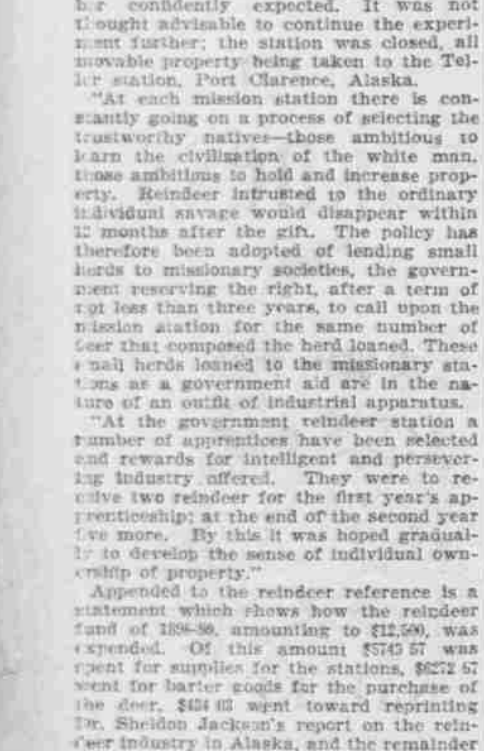 confidently expected. It was not
thought advisable to continue the experi-
ment further; the station was closed, all
movable property being taken to the Tel-
ler station, Port Clarence, Alaska.
"At each mission station there is con-
stantly going on a process of selecting the
trustworthy natives—those ambitious to
learn the civilization of the white man,
those ambitious to hold and increase prop-
erty. Reindeer intrusted to the ordinary
individual savage would disappear within
12 months after the gift. The policy has
therefore been adopted of lending small
herds to missionary societies, the govern-
ment reserving the right, after a term of
not less than three years, to call upon the
mission station for the same number of
deer that composed the herd loaned. These
small herds loaned to the missionary sta-
tions as a government aid are in the na-
ture of an outfit of industrial apparatus.
"At the government reindeer station a
number of apprentices have been selected
and rewards for intelligent and persever-
ing industry offered. They were to re-
ceive two reindeer for the first year's ap-
prenticeship; at the end of the second year
five more. By this it was hoped gradual-
ly to develop the sense of individual own-
ership of property."
Appended to the reindeer reference is a
statement which shows how the reindeer
fund of amounting to $12,500, was
expended. Of this amount $5743 57 was
spent for supplies for the stations, $6272 67
went for barter goods for the purchase of
the deer, $434 03 went toward reprinting
Dr. Sheldon Jackson's report on the rein-
deer industry in Alaska, and the remainder